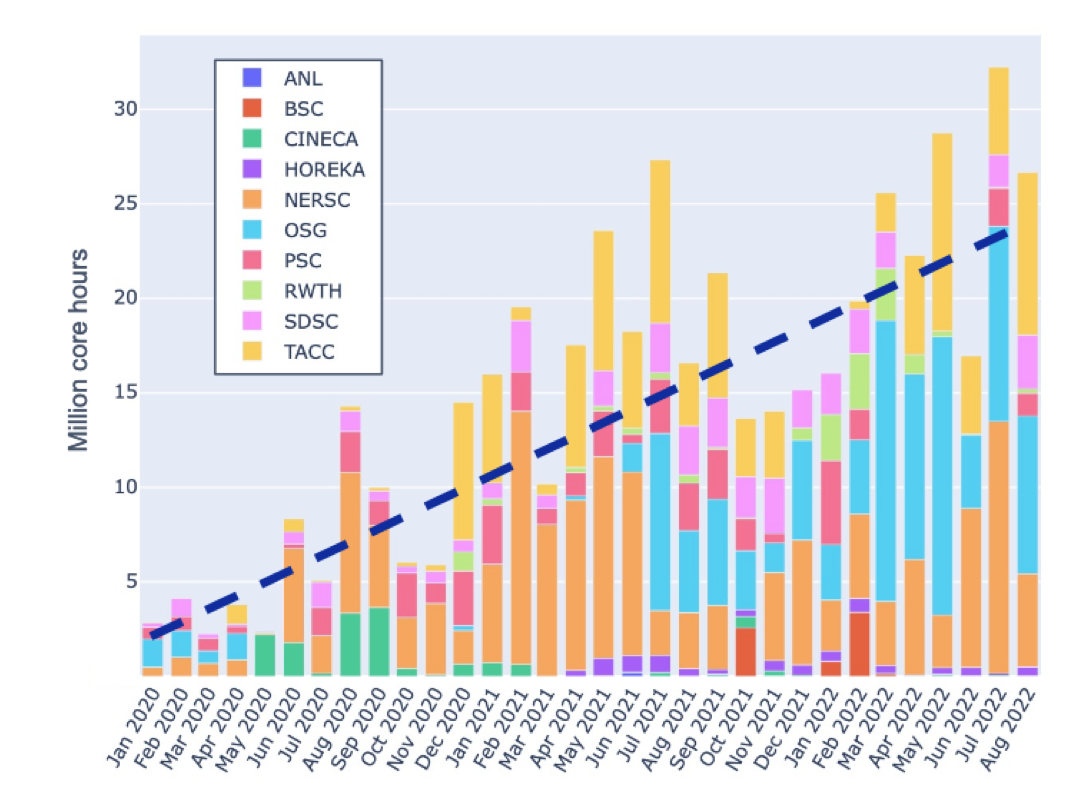 Million core hours
30
25
20
15
10
5
ANL
BSC
CINECA
HOREKA
NERSC
OSG
PSC
RWTH
SDSC
TACC
Jan 2020
Feb 2020
Mar 2020
Apr 2020
May 2020
Jun 2020
Jul 2020
Aug 2020
Sep 2020
Oct 2020
Nov 2020
Dec 2020
Jan 2021
Feb 2021
Mar 2021
Apr 2021
May 2021
Jun 2021
Jul 2021
Aug 2021
Sep 2021
Oct 2021
Nov 2021
Dec 2021
Jan 2022
Feb 2022
Mar 2022
Apr 2022
May 2022
Jun 2022
Jul 2022
Aug 2022